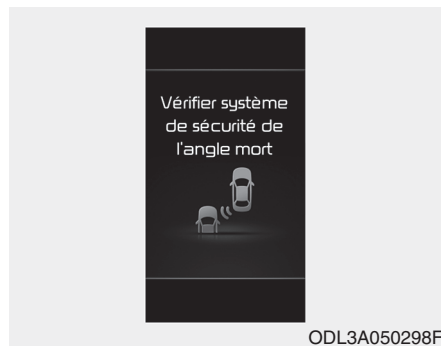 Vérifier système
de sécurité de
l'angle mort
ODL3A050298F